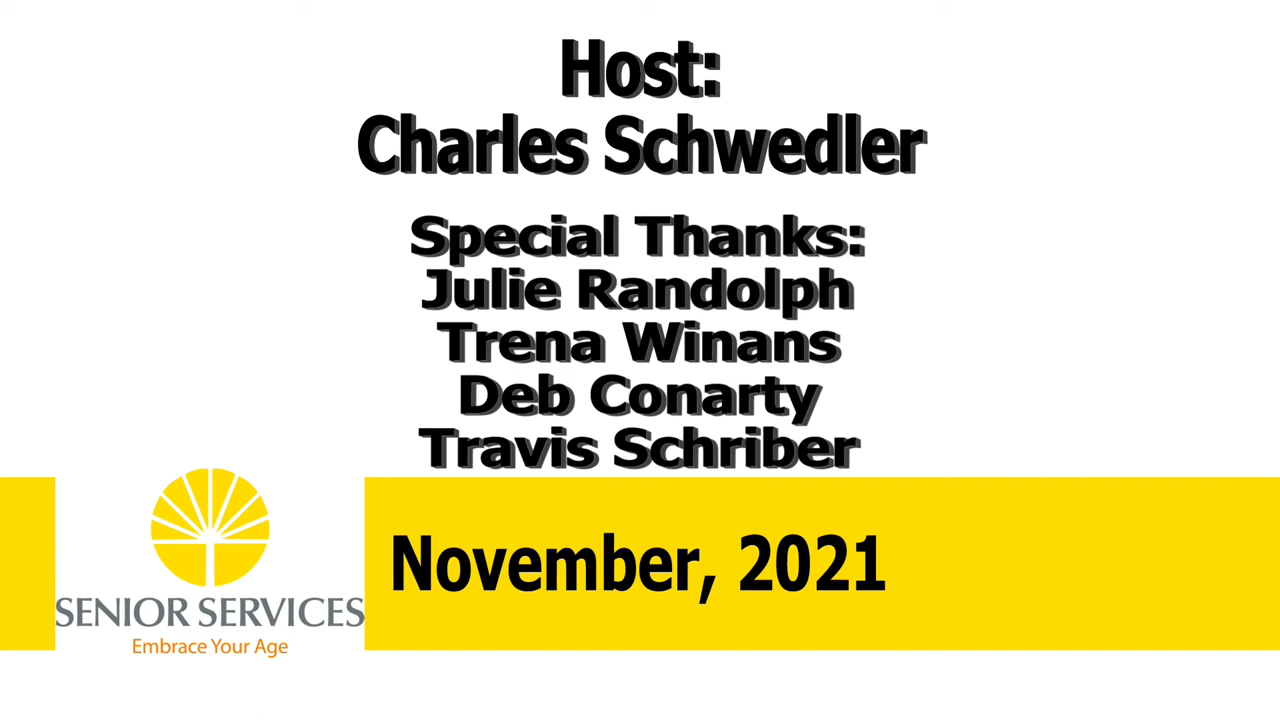 Host:
Charles Schwedler
Special Thanks:
Julie Randolph
Trena Winans
Deb Conarty
Travis Schriber
November, 2021
SENIOR SERVICES
Embrace Your Age